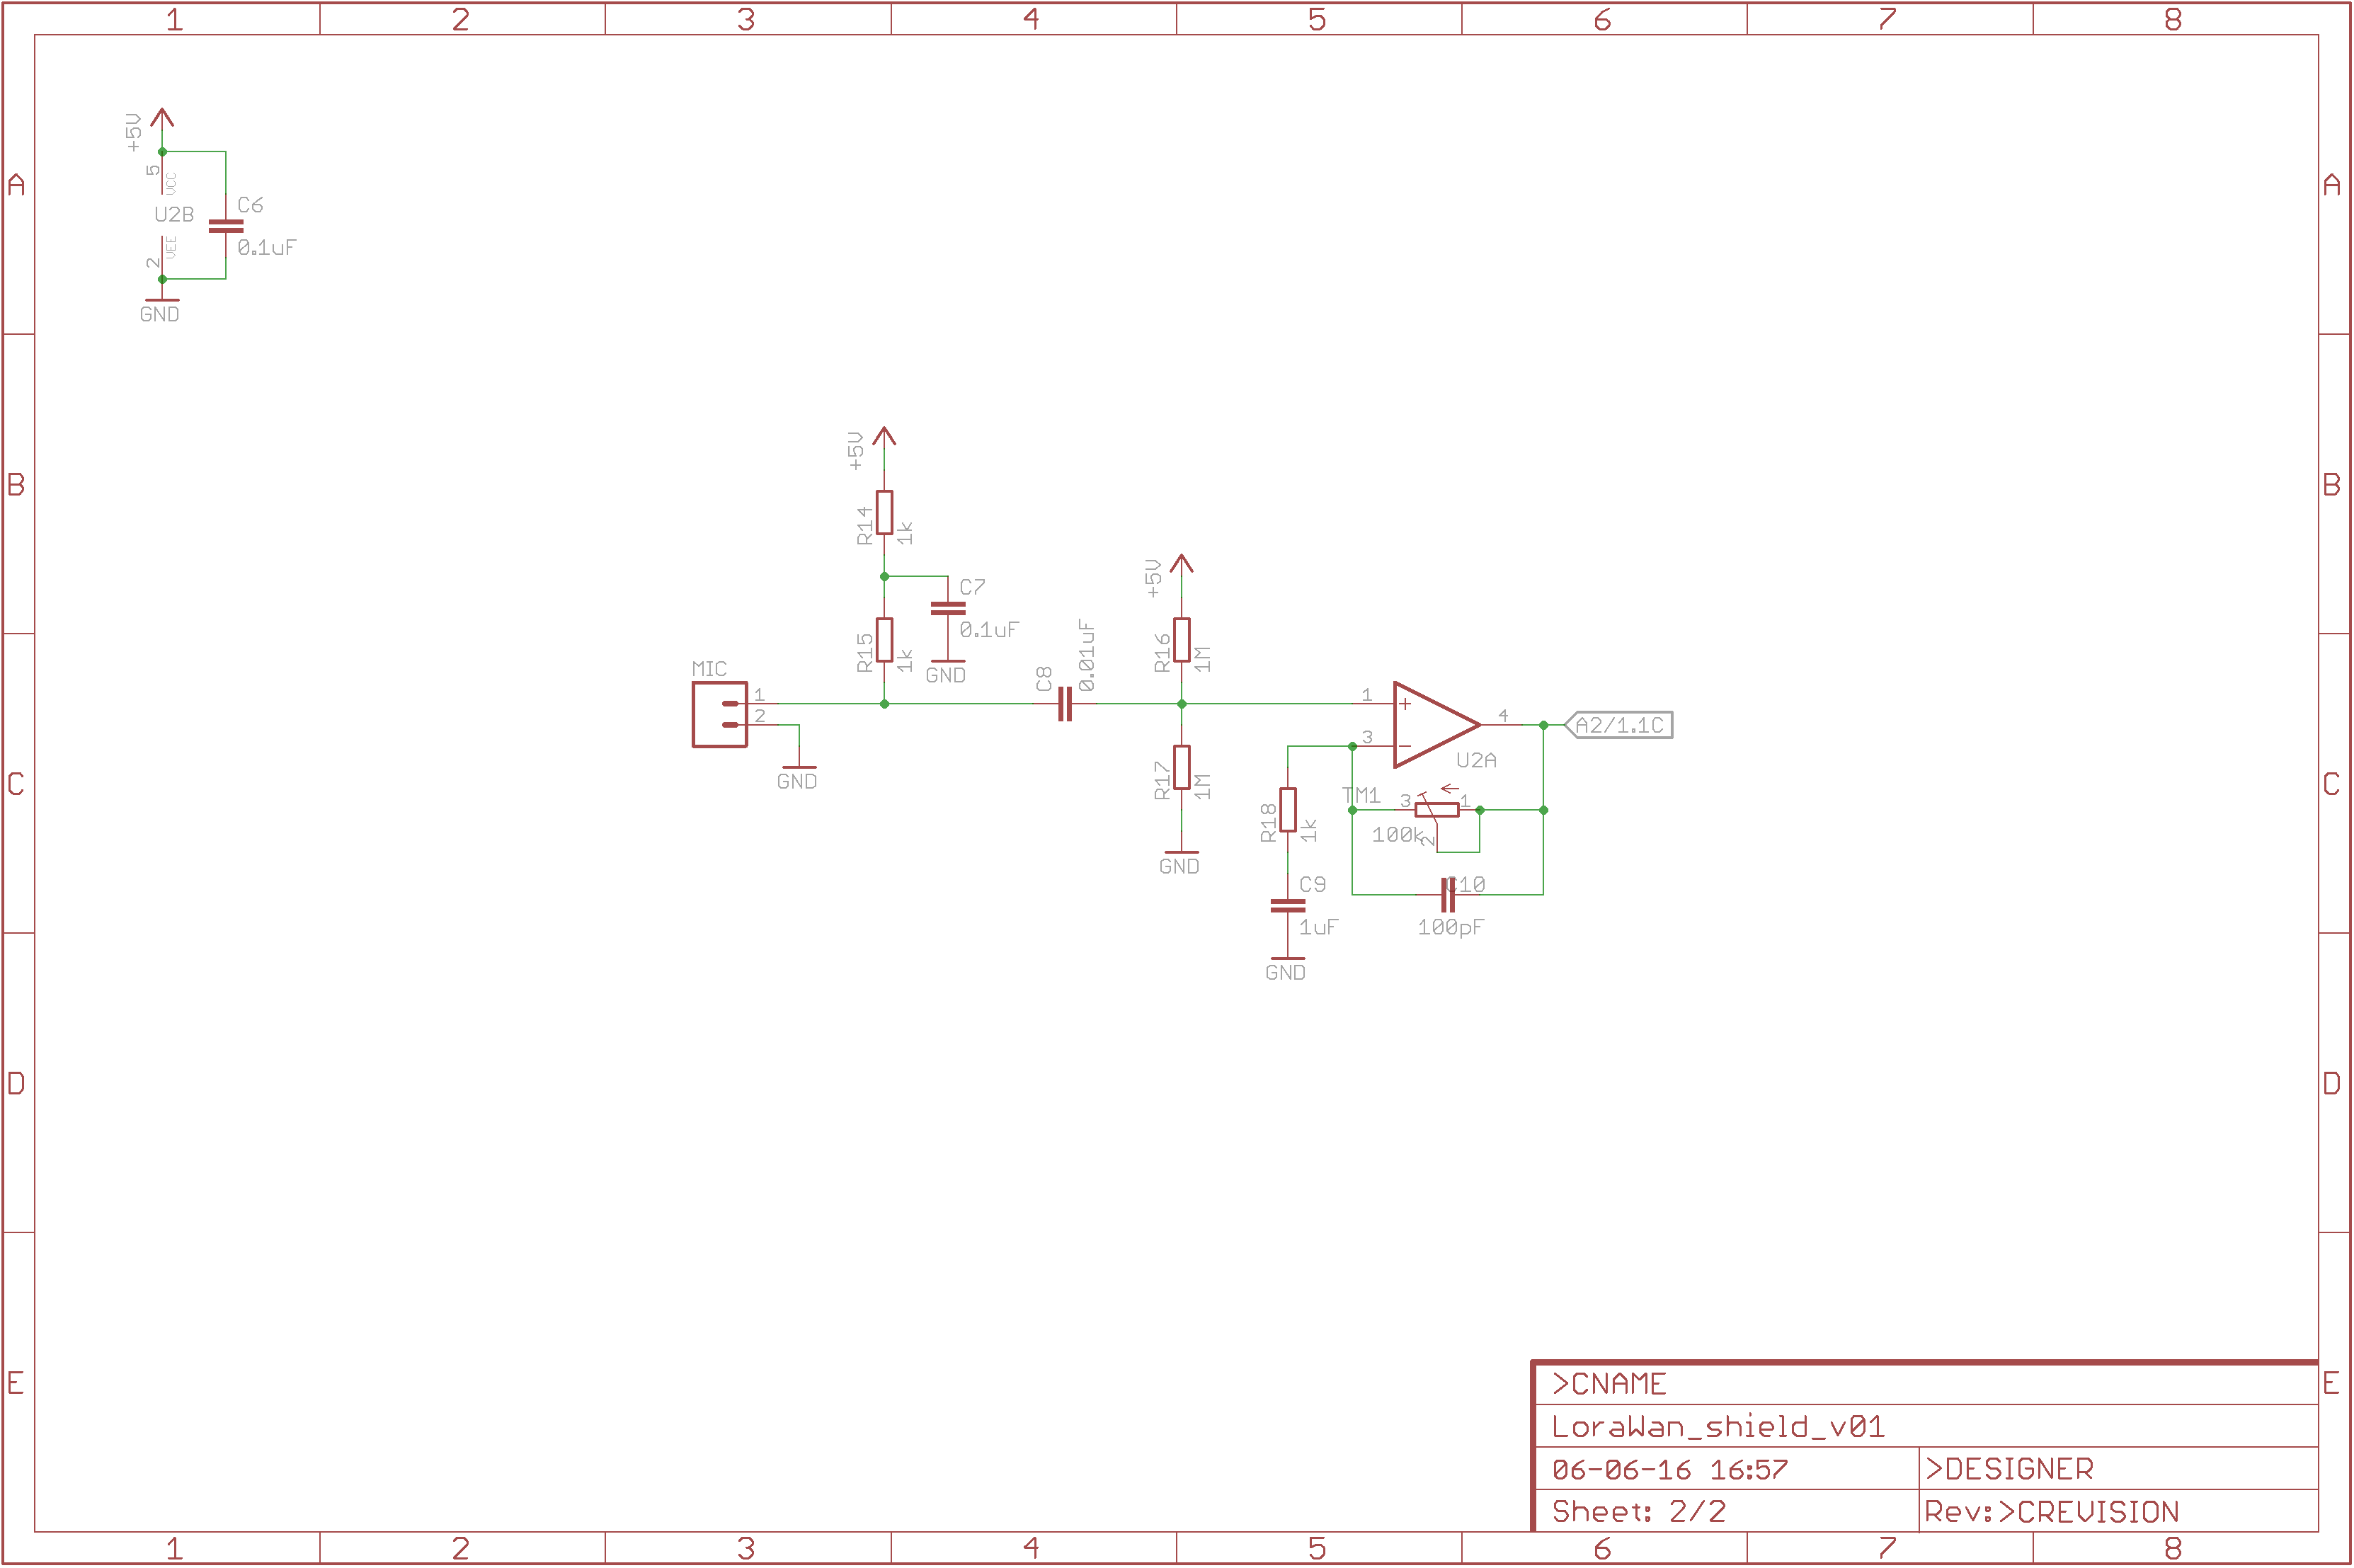 1 2 3 4 5 6 7 8
A A
B B
C C
D D
E E
+5V
5
VCC
U2B
VEE
2
GND
C6
0.1uF
+5V
R14
1k
C7
0.1uF
GND
R15
1k
MIC
1
2
GND
C8
0.01uF
+5V
R16
1M
R17
1M
GND
1
+
3
-
4
U2A
A2/1.1C
TM1
3
1
2
100k
R18
1k
C9
1uF
GND
C10
100pF
>CNAME
LoraWan_shield_v01
06-06-16 16:57 >DESIGNER
Sheet: 2/2 Rev:>CREVISION
1 2 3 4 5 6 7 8